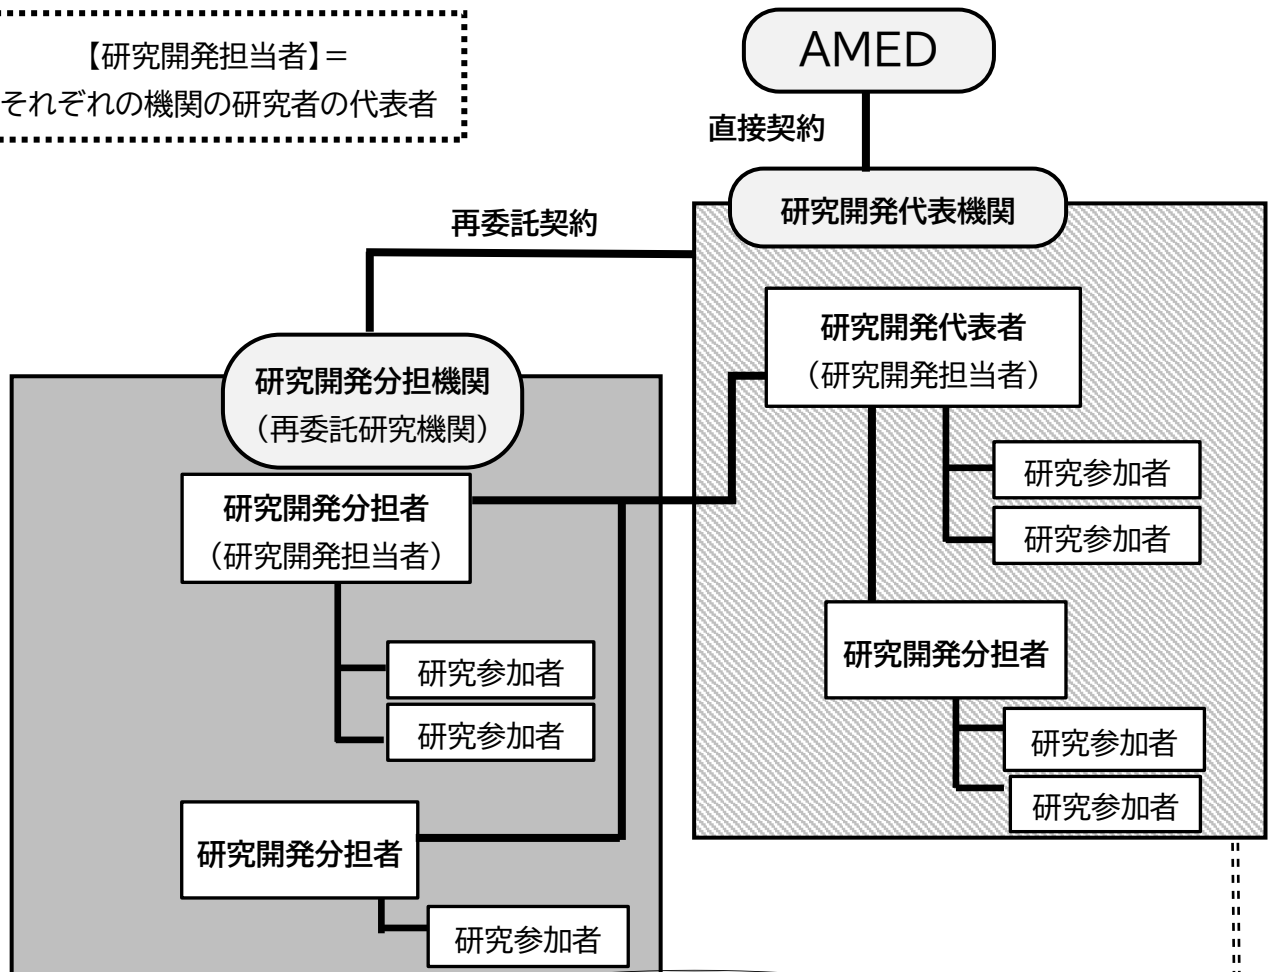 【研究開発担当者】＝
それぞれの機関の研究者の代表者
AMED
直接契約
研究開発代表機関
再委託契約
研究開発代表者
（研究開発担当者）
研究参加者
研究参加者
研究開発分担者
研究参加者
研究参加者
研究開発分担機関
（再委託研究機関）
研究開発分担者
（研究開発担当者）
研究参加者
研究参加者
研究開発分担者
研究参加者